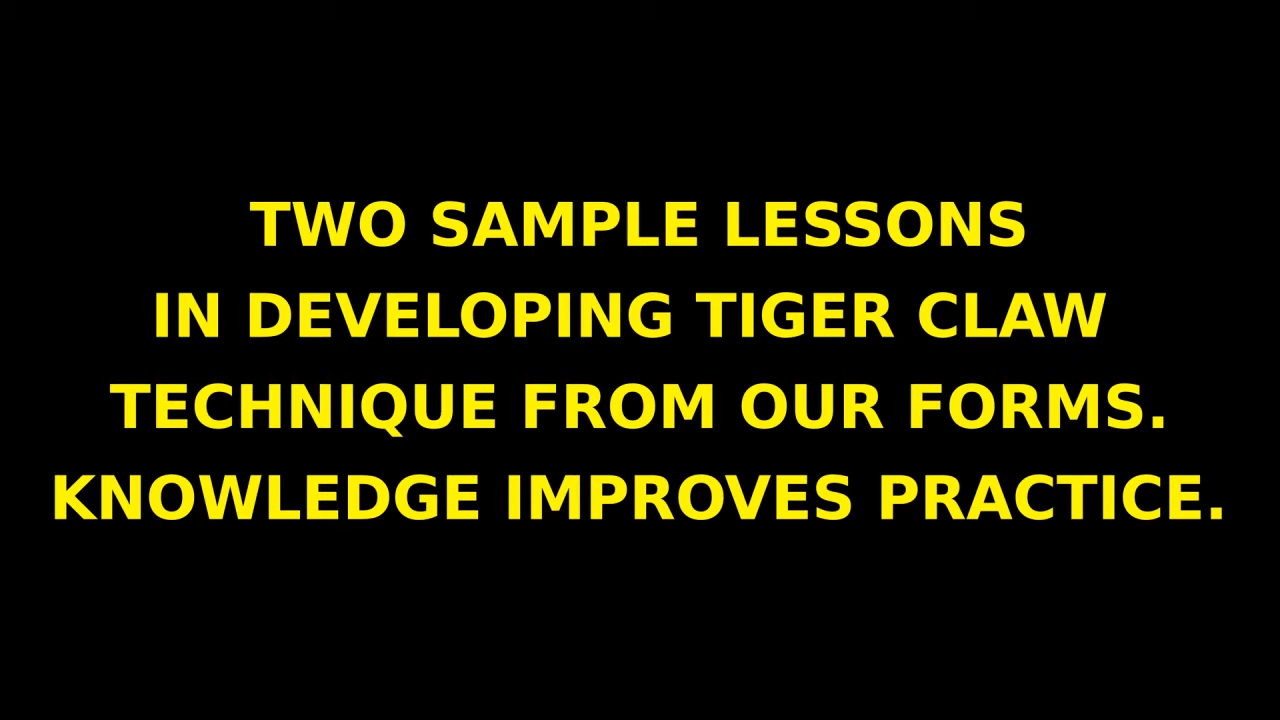 TWO SAMPLE LESSONS
IN DEVELOPING TIGER CLAW
TECHNIQUE FROM OUR FORMS.
KNOWLEDGE IMPROVES PRACTICE.